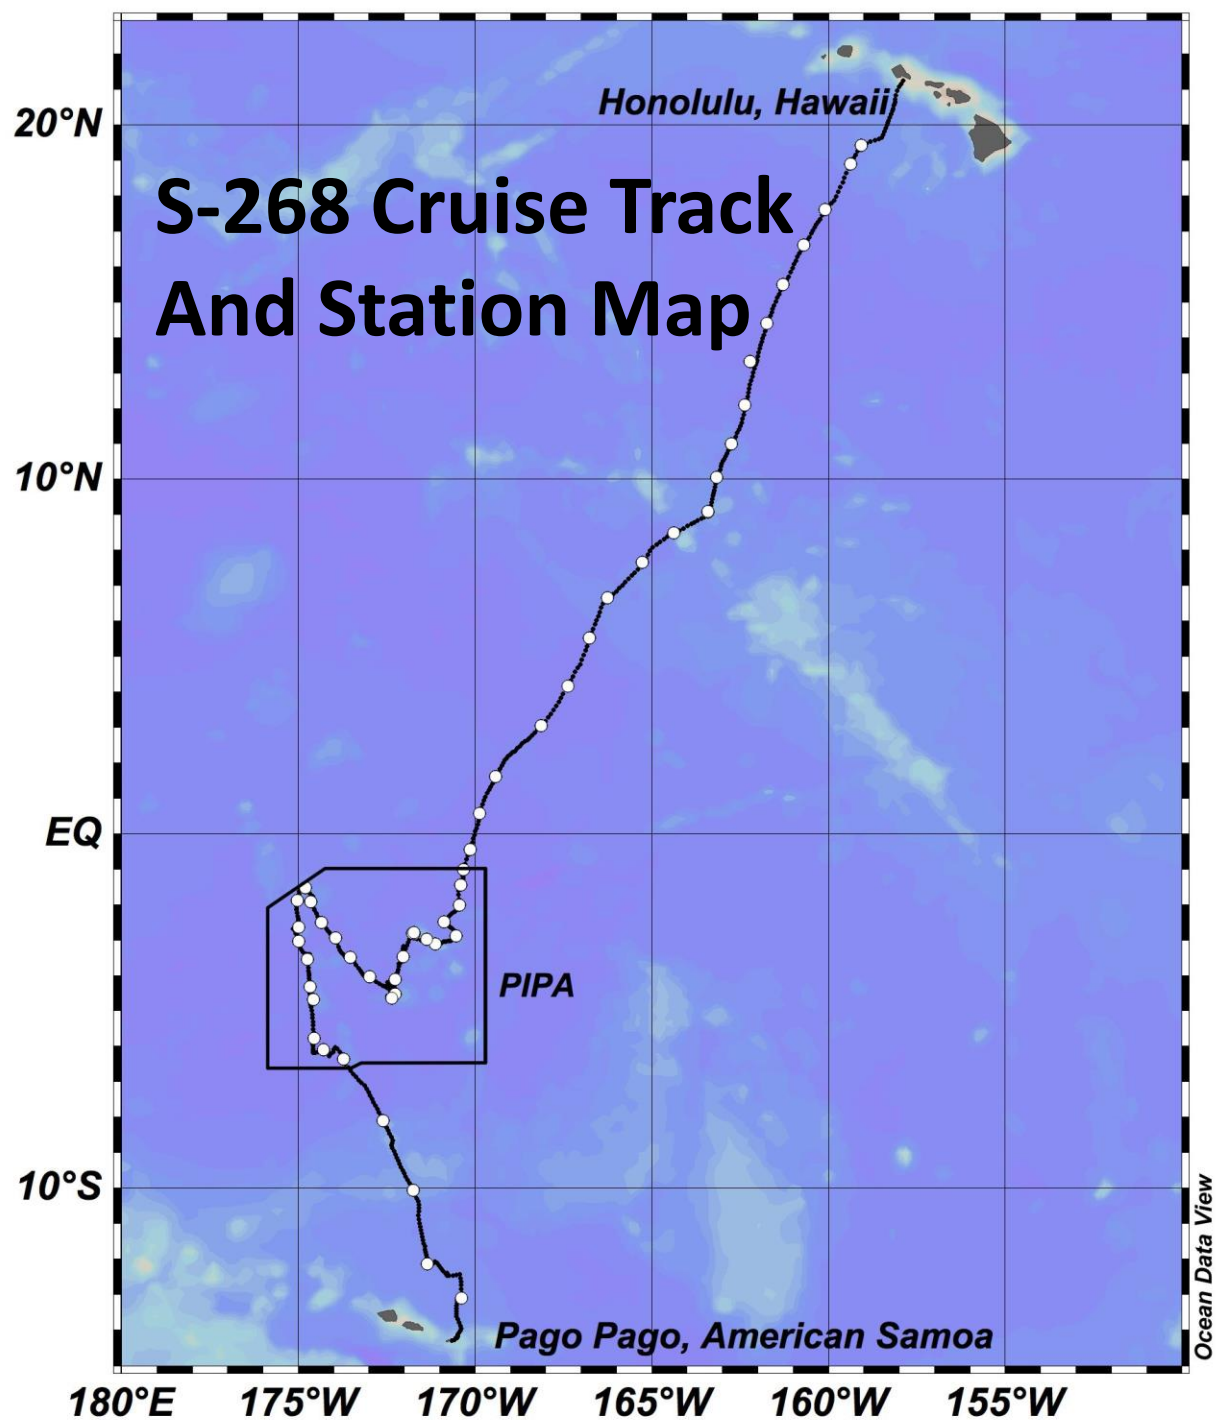 Honolulu, Hawaii
20°N
S-268 Cruise Track
And Station Map
10°N
EQ
PIPA
10°S
Ocean Data View
Pago Pago, American Samoa
180°E 175°W 170°W 165°W 160°W 155°W